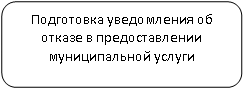 Подготовка уведомления об
отказе в предоставлении
муниципальной услуги